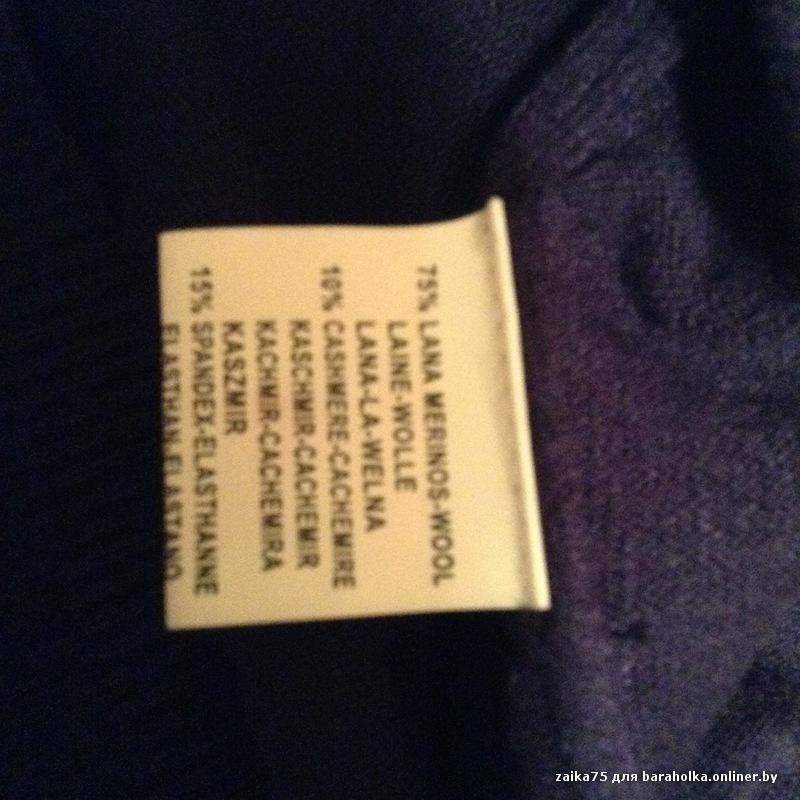 75% LANA MERINOS-WOOL
LAINE-WOLLE
LANA-LA-WELNA
10% CASHMERE-CACHEMIRE
KASCHMIR-CACHEMIR
KACHMIR-CACHEMIRA
KASZMIR
15% SPANDEX-ELASTHANNE
ELASTHAN-ELASTANO
zaika75 для baraholka.onliner.by